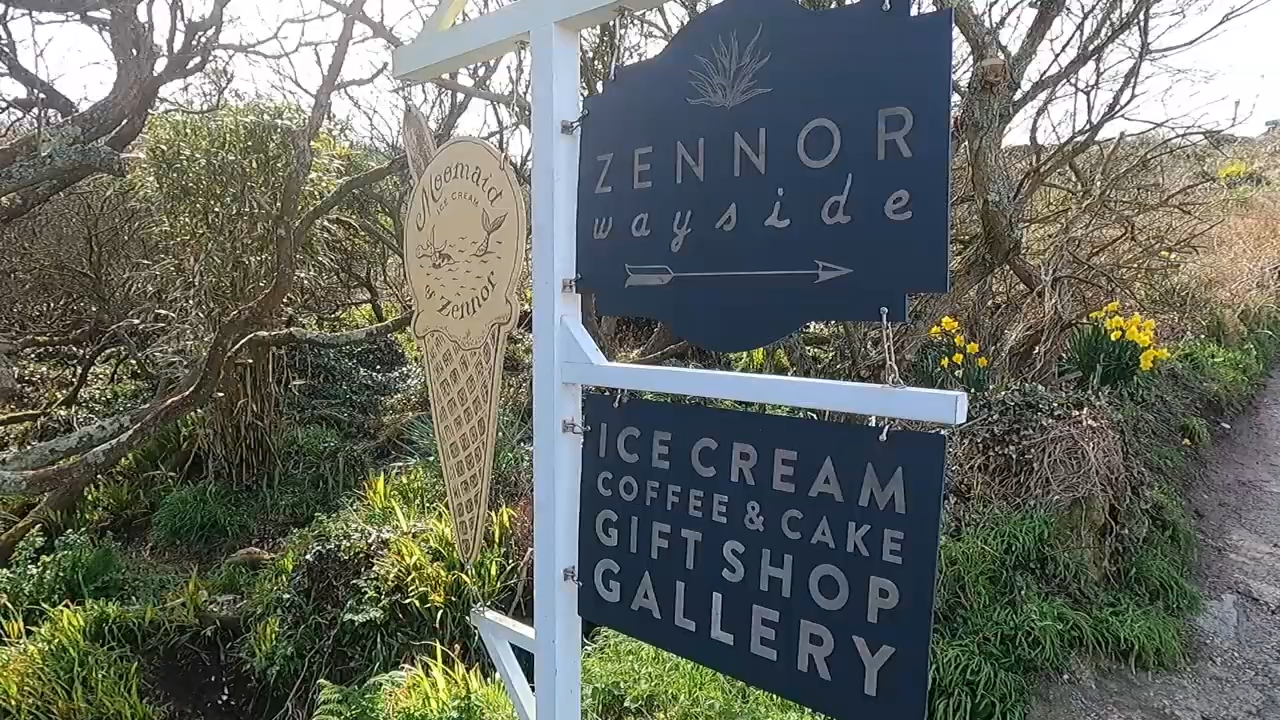 Moomaid
ICE CREAM
of Zennor
ZENNOR
wayside
ICE CREAM
COFFEE & CAKE
GIFT SHOP
GALLERY